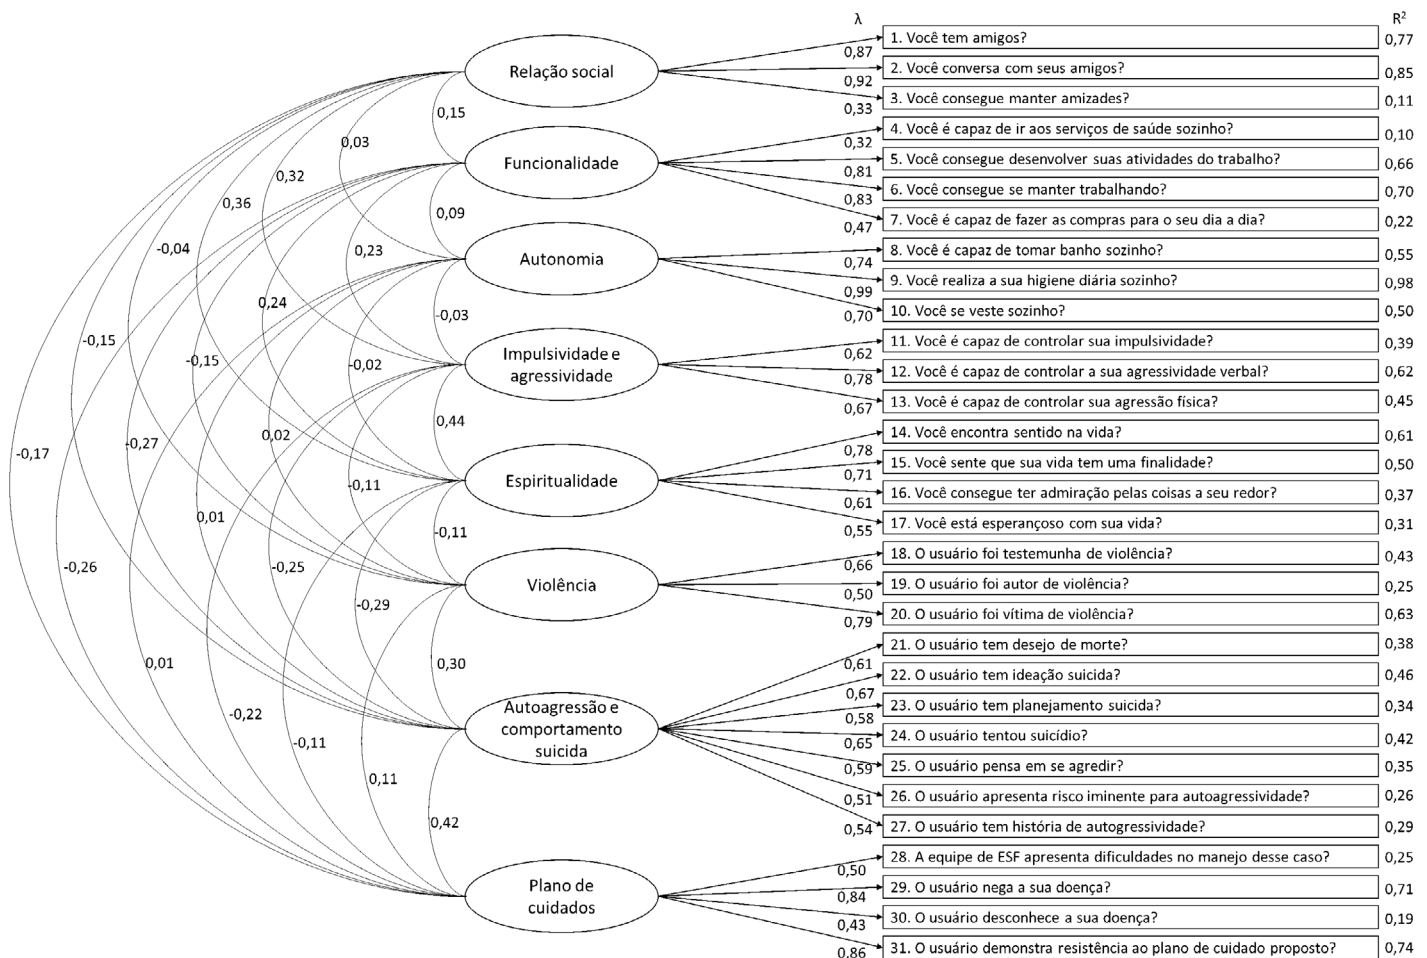 λ
R²
1. Você tem amigos?
0,87
0,77
2. Você conversa com seus amigos?
0,92
0,85
3. Você consegue manter amizades?
0,33
0,11
4. Você é capaz de ir aos serviços de saúde sozinho?
0,32
0,10
5. Você consegue desenvolver suas atividades do trabalho?
0,81
0,66
6. Você consegue se manter trabalhando?
0,83
0,70
7. Você é capaz de fazer as compras para o seu dia a dia?
0,47
0,22
8. Você é capaz de tomar banho sozinho?
0,74
0,55
9. Você realiza a sua higiene diária sozinho?
0,99
0,98
10. Você se veste sozinho?
0,70
0,50
11. Você é capaz de controlar sua impulsividade?
0,62
0,39
12. Você é capaz de controlar a sua agressividade verbal?
0,78
0,62
13. Você é capaz de controlar sua agressão física?
0,67
0,45
14. Você encontra sentido na vida?
0,78
0,61
15. Você sente que sua vida tem uma finalidade?
0,71
0,50
16. Você consegue ter admiração pelas coisas a seu redor?
0,61
0,37
17. Você está esperançoso com sua vida?
0,55
0,31
18. O usuário foi testemunha de violência?
0,66
0,43
19. O usuário foi autor de violência?
0,50
0,25
20. O usuário foi vítima de violência?
0,79
0,63
21. O usuário tem desejo de morte?
0,61
0,38
22. O usuário tem ideação suicida?
0,67
0,46
23. O usuário tem planejamento suicida?
0,58
0,34
24. O usuário tentou suicídio?
0,65
0,42
25. O usuário pensa em se agredir?
0,59
0,35
26. O usuário apresenta risco iminente para autoagressividade?
0,51
0,26
27. O usuário tem história de autogressividade?
0,54
0,29
28. A equipe de ESF apresenta dificuldades no manejo desse caso?
0,50
0,25
29. O usuário nega a sua doença?
0,84
0,71
30. O usuário desconhece a sua doença?
0,43
0,19
31. O usuário demonstra resistência ao plano de cuidado proposto?
0,86
0,74
Relação social
Funcionalidade
Autonomia
Impulsividade e
agressividade
Espiritualidade
Violência
Autoagressão e
comportamento
suicida
Plano de
cuidados
0,15
0,03
0,32
0,36
0,09
-0,04
0,23
0,24
-0,03
-0,15
-0,15
-0,02
0,44
0,02
-0,27
-0,17
-0,11
0,01
-0,11
-0,26
-0,25
-0,29
0,30
0,01
-0,22
-0,11
0,11
0,42